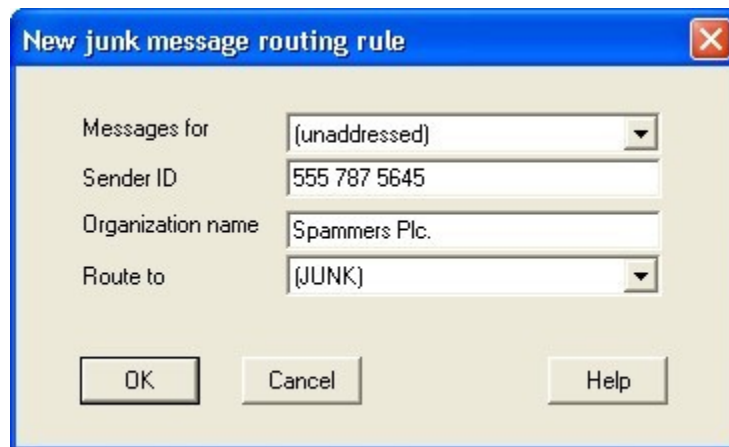 New junk message routing rule
Messages for (unaddressed)
Sender ID 555 787 5645
Organization name Spammers Plc.
Route to (JUNK)
OK Cancel Help